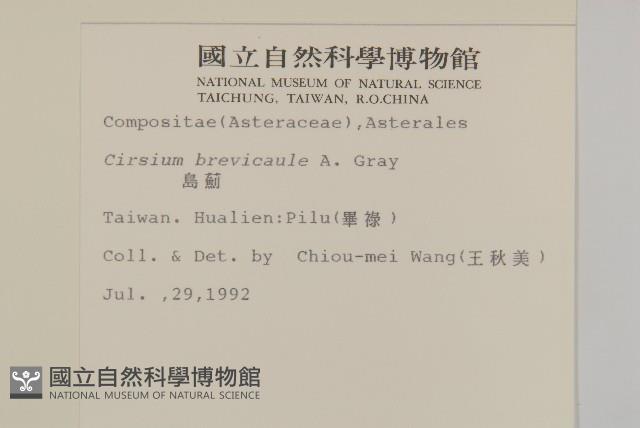 國立自然科學博物館
NATIONAL MUSEUM OF NATURAL SCIENCE
TAICHUNG, TAIWAN, R.O.CHINA
Compositae(Asteraceae),Asterales
Cirsium brevicaule A. Gray
島薊
Taiwan. Hualien:Pilu(畢祿)
Coll. & Det. by Chiou-mei Wang(王秋美)
Jul. ,29,1992
國立自然科學博物館
NATIONAL MUSEUM OF NATURAL SCIENCE